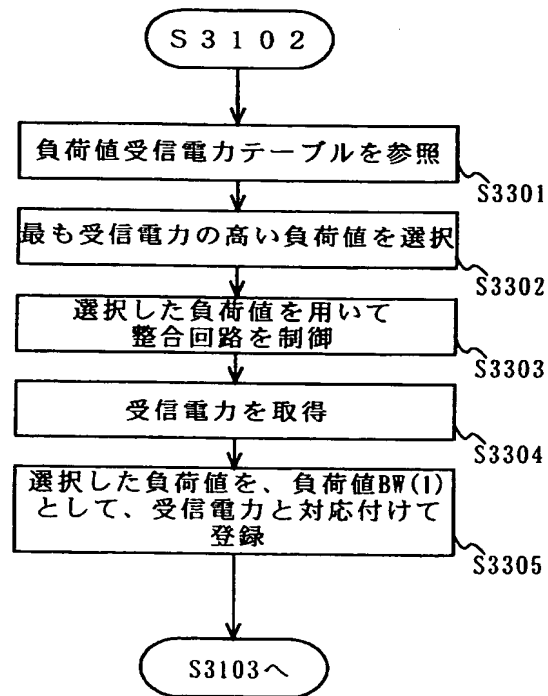 S3102
負荷値受信電力テーブルを参照
S3301
最も受信電力の高い負荷値を選択
S3302
選択した負荷値を用いて
整合回路を制御
S3303
受信電力を取得
S3304
選択した負荷値を、負荷値BW(1)
として、受信電力と対応付けて
登録
S3305
S3103へ